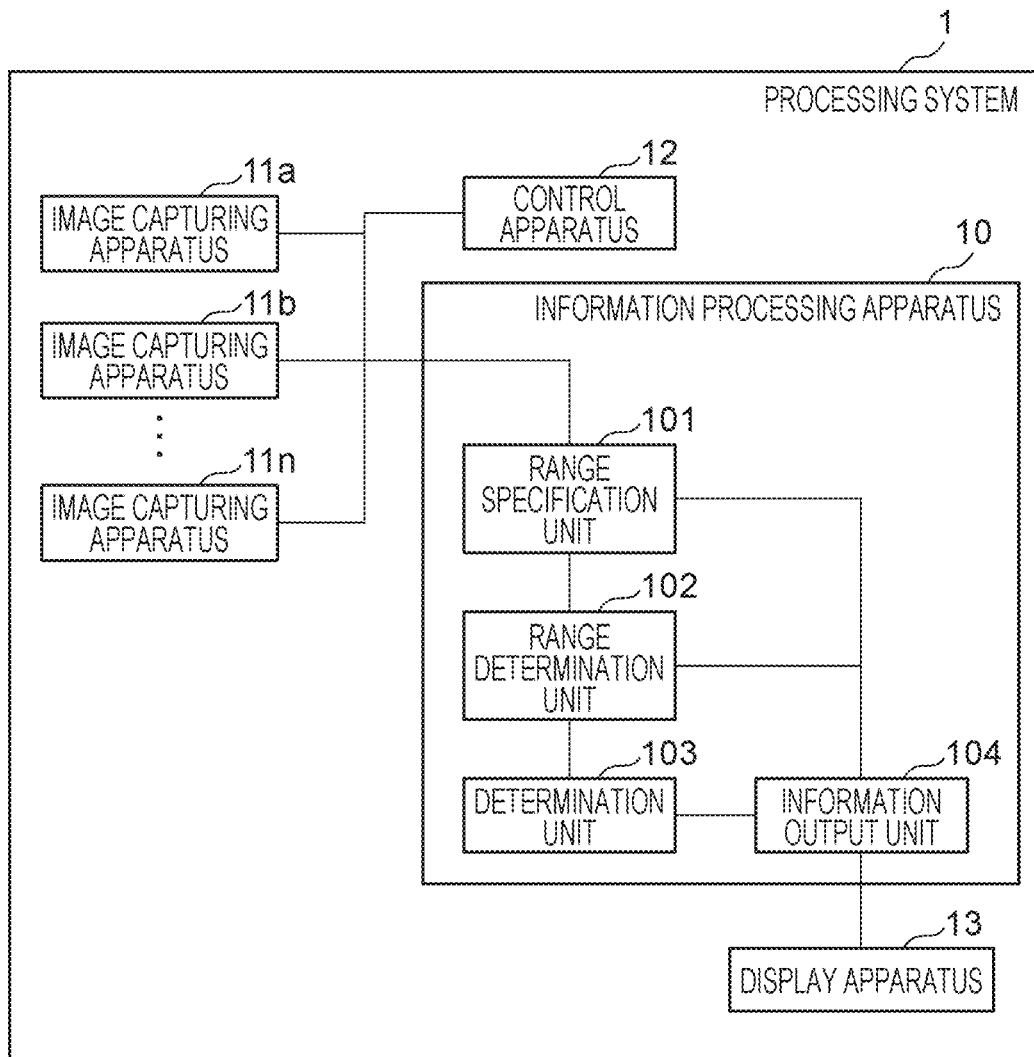 1
PROCESSING SYSTEM
11a
IMAGE CAPTURING
APPARATUS
12
CONTROL
APPARATUS
10
INFORMATION PROCESSING APPARATUS
11b
IMAGE CAPTURING
APPARATUS
11n
IMAGE CAPTURING
APPARATUS
101
RANGE
SPECIFICATION
UNIT
102
RANGE
DETERMINATION
UNIT
103
DETERMINATION
UNIT
104
INFORMATION
OUTPUT UNIT
13
DISPLAY APPARATUS